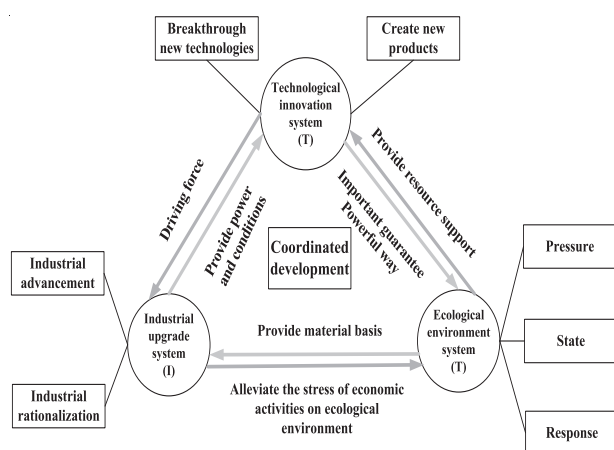 Breakthrough
new technologies
Create new
products
Technological
innovation
system
(T)
Driving force
Provide power
and conditions
Important guarantee
Powerful way
Provide resource support
Coordinated
development
Industrial
advancement
Industrial
rationalization
Industrial
upgrade
system
(I)
Provide material basis
Alleviate the stress of economic
activities on ecological
environment
Ecological
environment
system
(T)
Pressure
State
Response